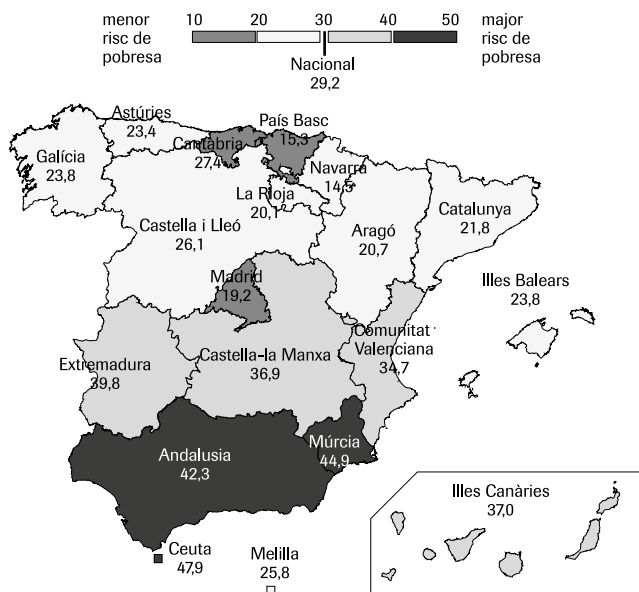 menor
risc de
pobresa
10 20 30 40 50
major
risc de
pobresa
Nacional
29,2
Astúries
23,4
País Basc
15,3
Cantabria
27,4
Galícia
23,8
Navarra
14,5
La Rioja
20,1
Castella i Lleó
26,1
Aragó
20,7
Catalunya
21,8
Madrid
19,2
Illes Balears
23,8
Comunitat
Valenciana
34,7
Extremadura
39,8
Castella-la Manxa
36,9
Andalusia
42,3
Múrcia
44,9
Illes Canàries
37,0
Ceuta
47,9
Melilla
25,8